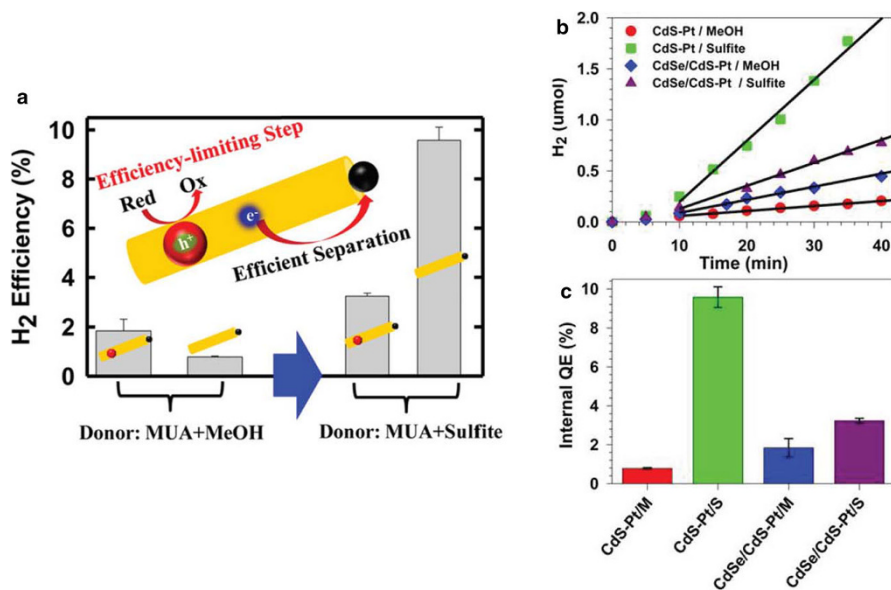 a
H2 Efficiency (%)
10
8
6
4
2
0
Efficiency-limiting Step
Red
Ox
h+
e-
Efficient Separation
Donor: MUA+MeOH
Donor: MUA+Sulfite
b
H2 (umol)
2.0
1.5
1.0
0.5
0.0
CdS-Pt / MeOH
CdS-Pt / Sulfite
CdSe/CdS-Pt / MeOH
CdSe/CdS-Pt / Sulfite
0 10 20 30 40
Time (min)
c
Internal QE (%)
10
8
6
4
2
0
CdS-Pt/M
CdS-Pt/S
CdSe/CdS-Pt/M
CdSe/CdS-Pt/S